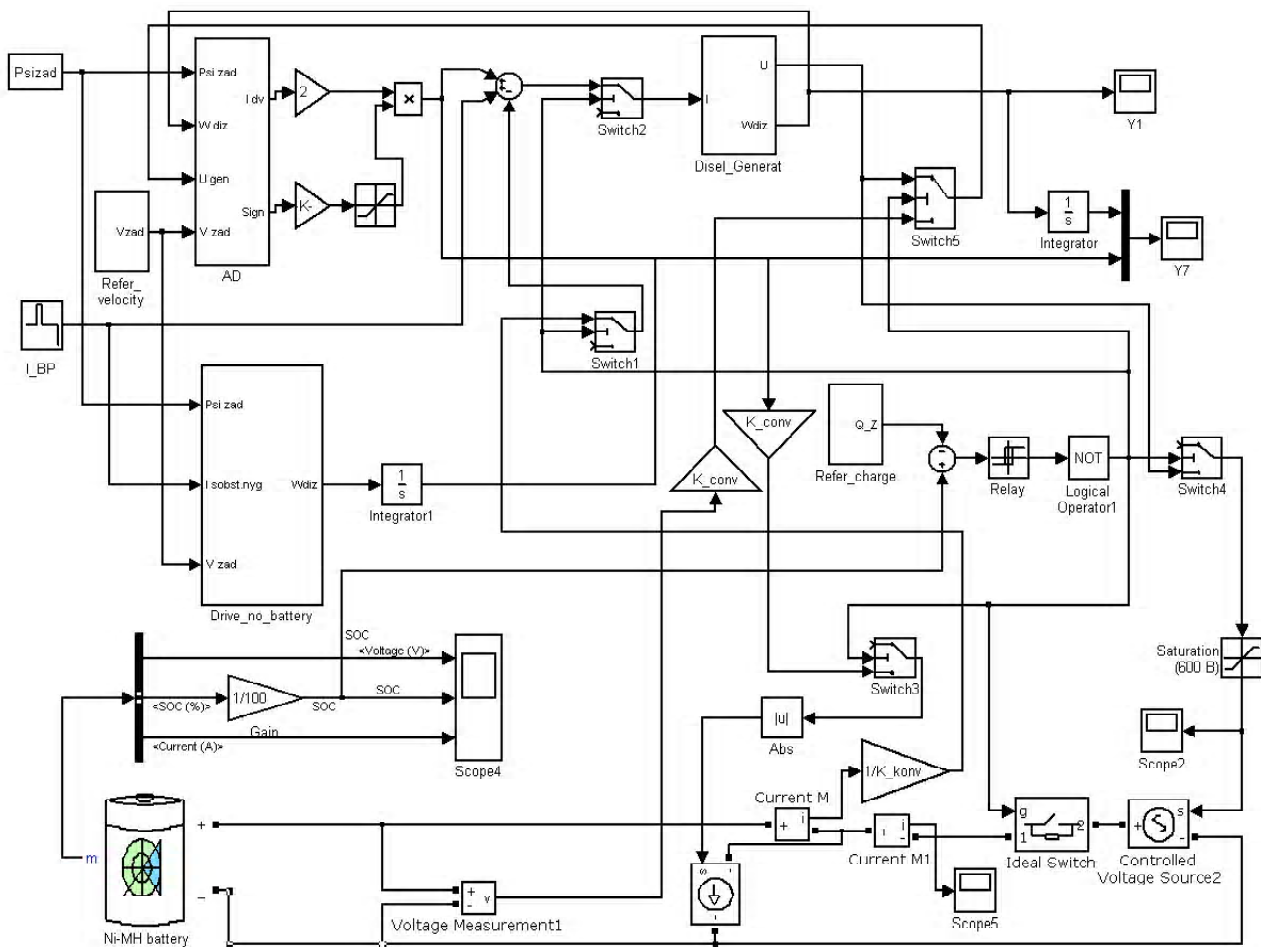 Psizad
Psi zad
I dv
W diz
U gen
Sign
V zad
AD
2
-K-
×
Vzad
Refer_
velocity
I_BP
Switch2
I
U
Wdiz
Disel_Generat
Y1
Switch5
1
s
Integrator
Y7
Switch1
Psi zad
I sobst.nyg
V zad
Wdiz
Drive_no_battery
1
s
Integrator1
K_conv
K_conv
Q_Z
Refer_charge
Relay
NOT
Logical
Operator1
Switch4
SOC
<Voltage (V)>
<SOC (%)>
1/100
SOC
SOC
Gain
<Current (A)>
Scope4
Switch3
|u|
Abs
Saturation
(600 B)
Scope2
1/K_konv
Current M
+
i
-
i
-
Current M1
Scope5
g
1
2
Ideal Switch
+
s
-
Controlled
Voltage Source2
s
+
−
m
Ni-MH battery
+
-
v
Voltage Measurement1